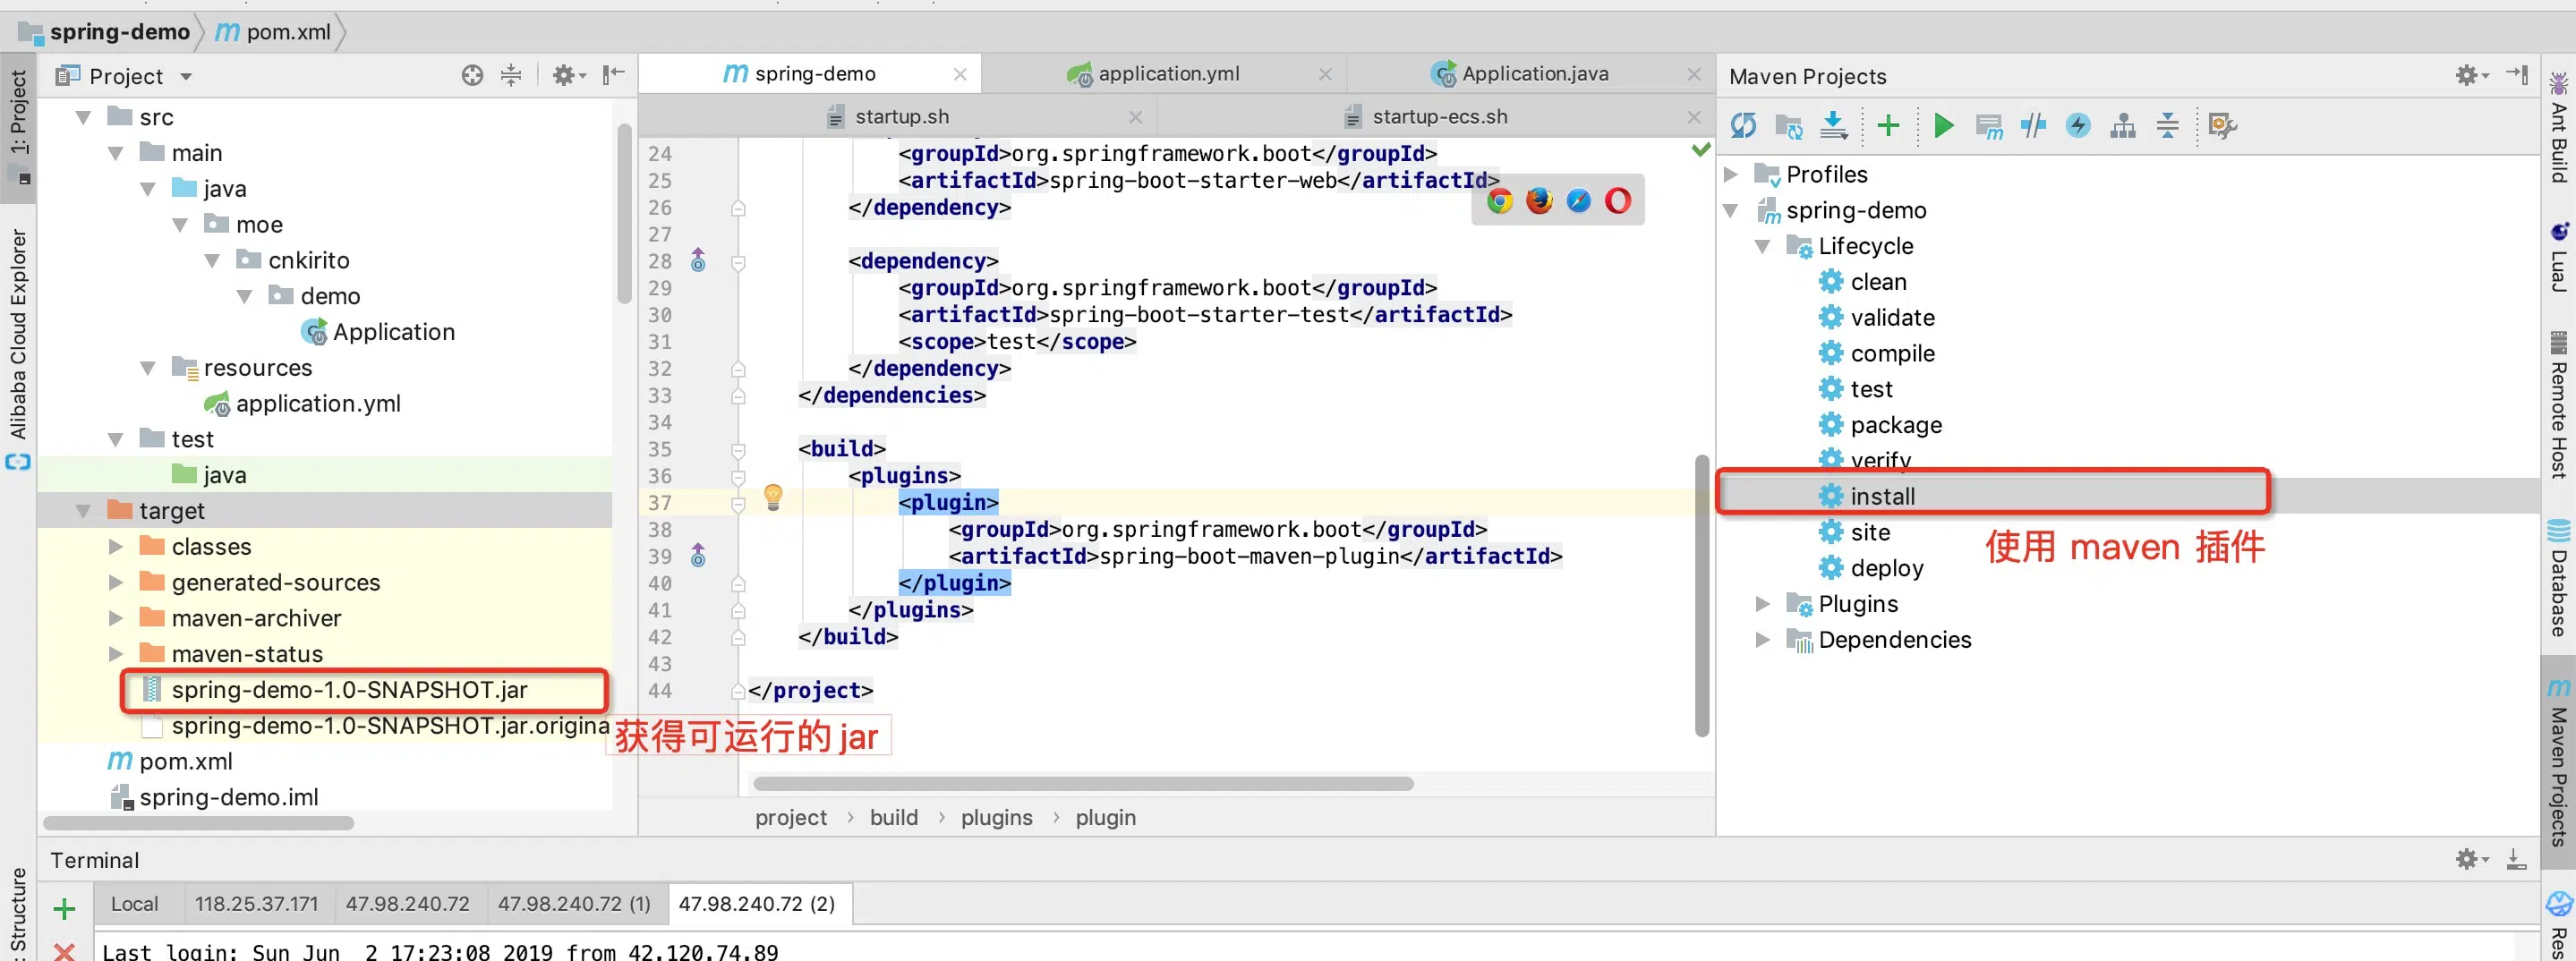 spring-demo
pom.xml
1: Project
Alibaba Cloud Explorer
Structure
Project
src
main
java
moe
cnkirito
demo
Application
resources
application.yml
test
java
target
classes
generated-sources
maven-archiver
maven-status
spring-demo-1.0-SNAPSHOT.jar
spring-demo-1.0-SNAPSHOT.jar.origina
获得可运行的 jar
pom.xml
spring-demo.iml
spring-demo
application.yml
Application.java
startup.sh
startup-ecs.sh
24 <groupId>org.springframework.boot</groupId>
25 <artifactId>spring-boot-starter-web</artifactId>
26 </dependency>
27
28 <dependency>
29 <groupId>org.springframework.boot</groupId>
30 <artifactId>spring-boot-starter-test</artifactId>
31 <scope>test</scope>
32 </dependency>
33 </dependencies>
34
35 <build>
36 <plugins>
37 <plugin>
38 <groupId>org.springframework.boot</groupId>
39 <artifactId>spring-boot-maven-plugin</artifactId>
40 </plugin>
41 </plugins>
42 </build>
43
44 </project>
project › build › plugins › plugin
Maven Projects
Profiles
spring-demo
Lifecycle
clean
validate
compile
test
package
verify
install
site
使用 maven 插件
deploy
Plugins
Dependencies
Ant Build
LuaJ
Remote Host
Database
Maven Projects
Res
Terminal
Local
118.25.37.171
47.98.240.72
47.98.240.72 (1)
47.98.240.72 (2)
Last login: Sun Jun 2 17:23:08 2019 from 42.120.74.89